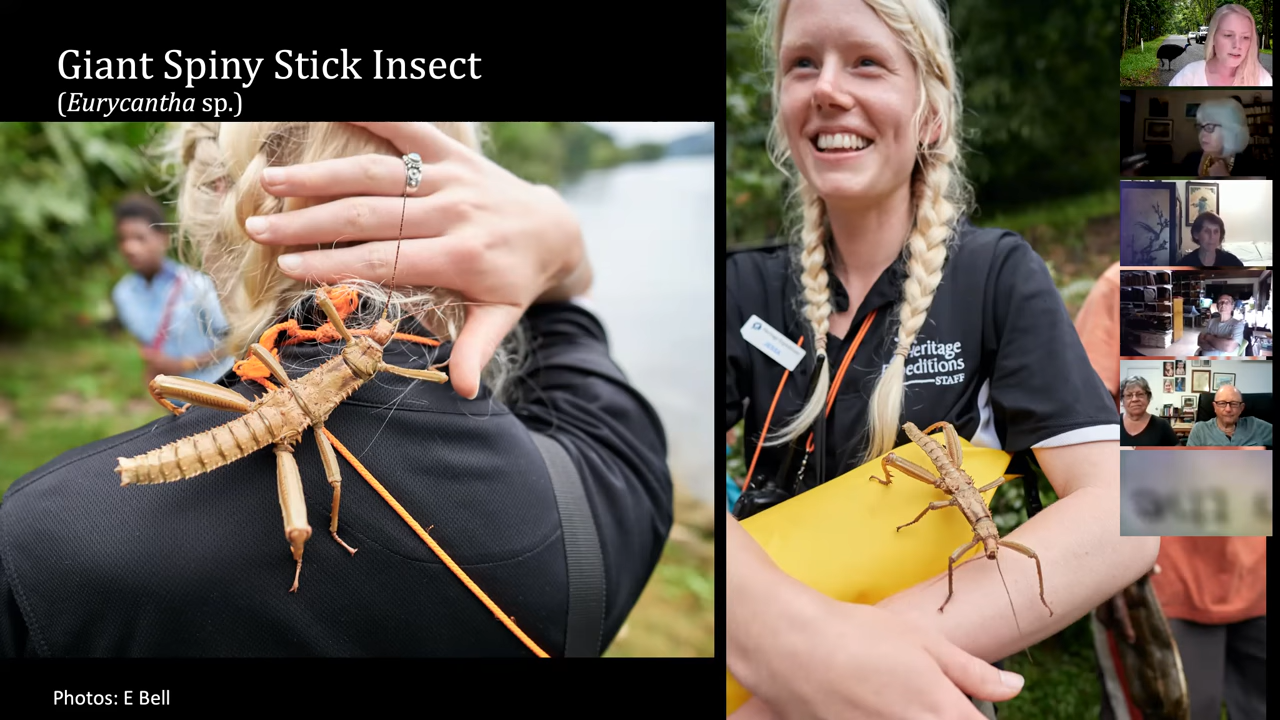 Giant Spiny Stick Insect
(Eurycantha sp.)
Heritage
Expeditions
STAFF
Photos: E Bell